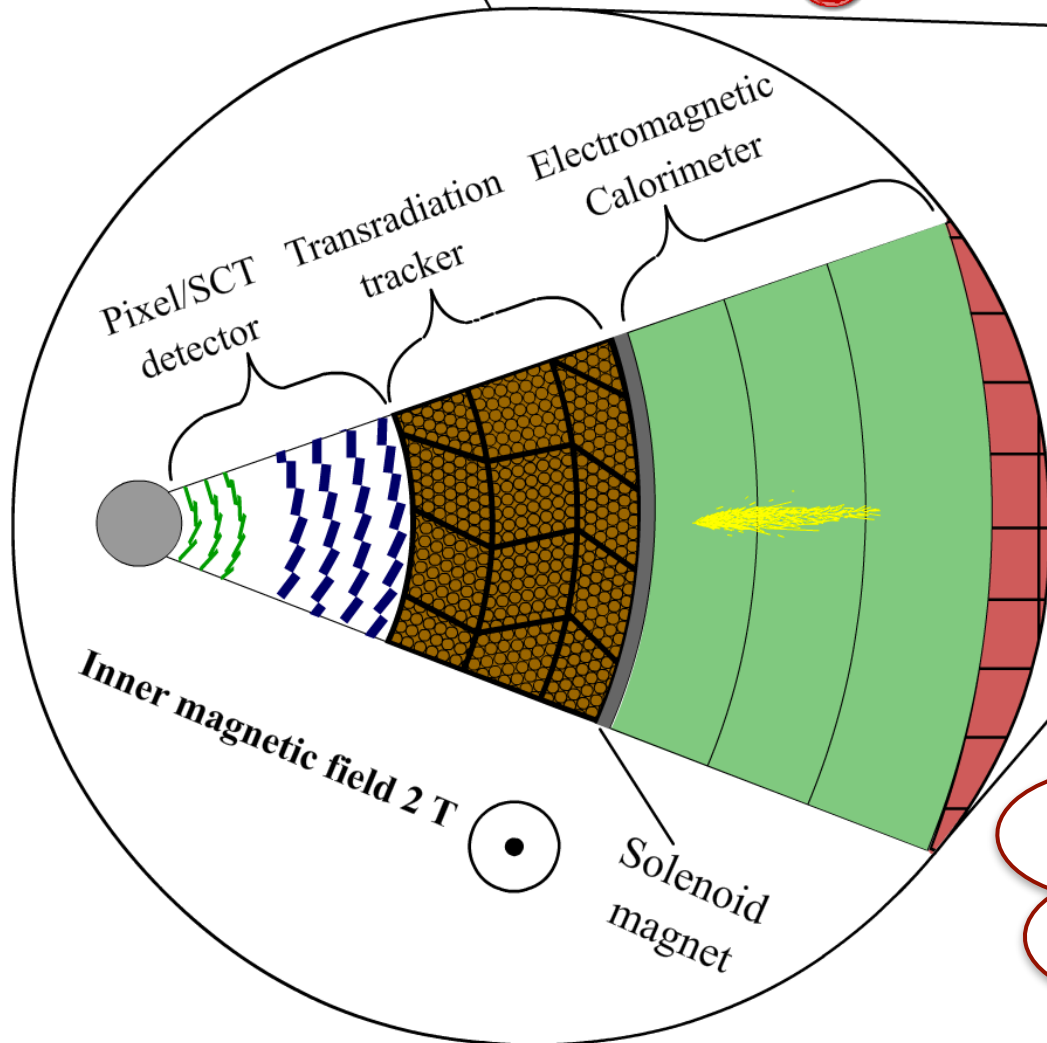 Electromagnetic
Calorimeter
Transradiation
tracker
Pixel/SCT
detector
Inner magnetic field 2 T
Solenoid
magnet